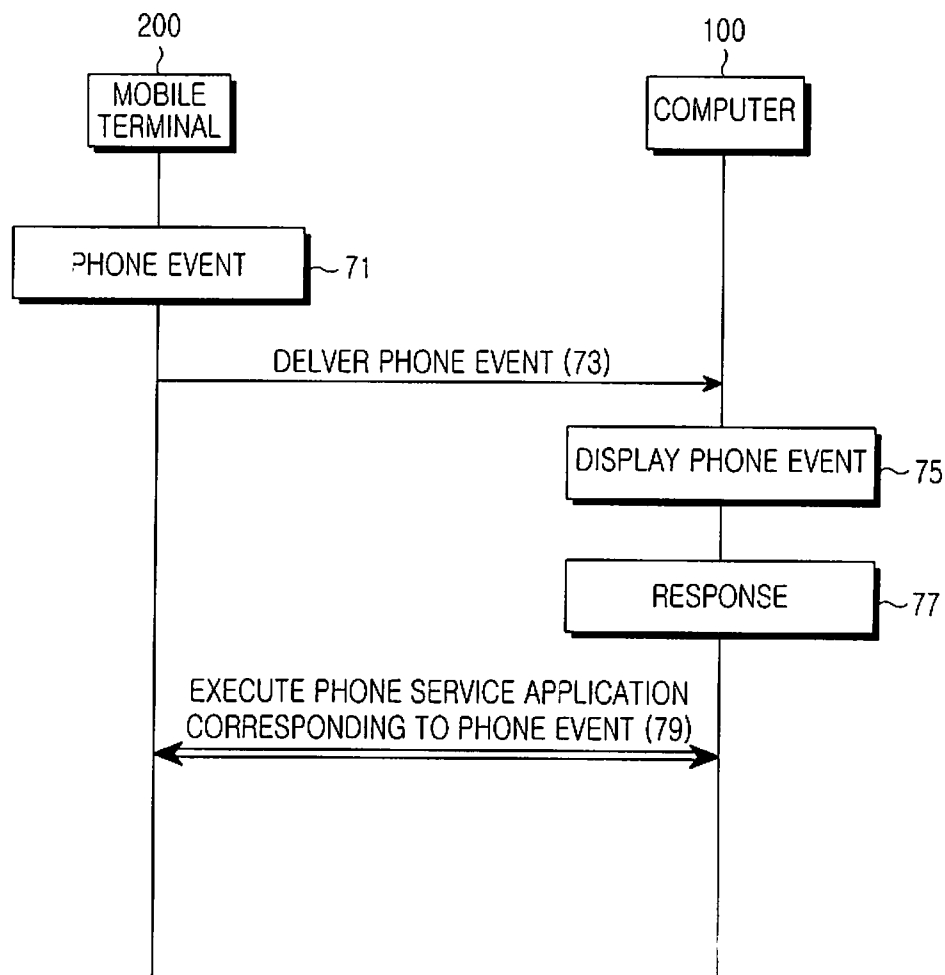 200
100
MOBILE
TERMINAL
COMPUTER
PHONE EVENT
71
DELVER PHONE EVENT (73)
DISPLAY PHONE EVENT
75
RESPONSE
77
EXECUTE PHONE SERVICE APPLICATION
CORRESPONDING TO PHONE EVENT (79)